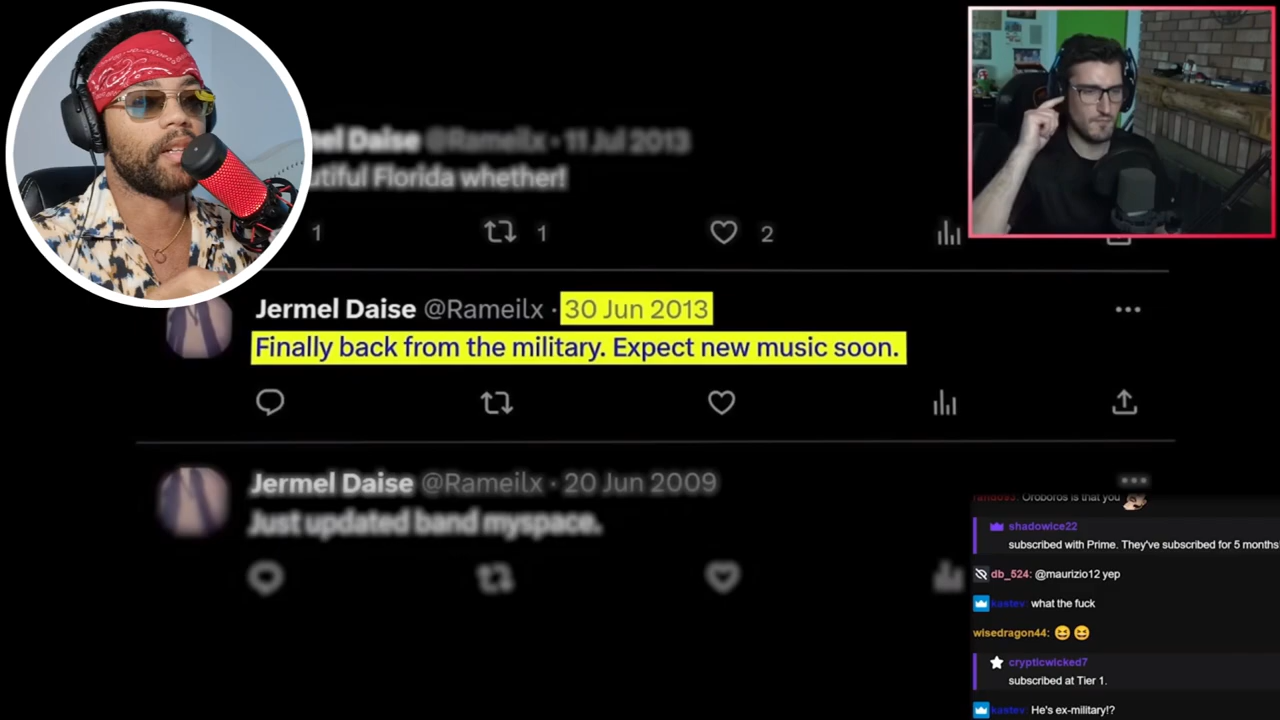 mel Daise @Rameilx · 11 Jul 2013
utiful Florida whether!
1 1 2
Jermel Daise @Rameilx · 30 Jun 2013
Finally back from the military. Expect new music soon.
Jermel Daise @Rameilx · 20 Jun 2009
Just updated band myspace.
Oroboros is that you
shadowice22
subscribed with Prime. They've subscribed for 5 months
db_524: @maurizio12 yep
kastev: what the fuck
wisedragon44:
crypticwicked7
subscribed at Tier 1.
kastev: He's ex-military!?